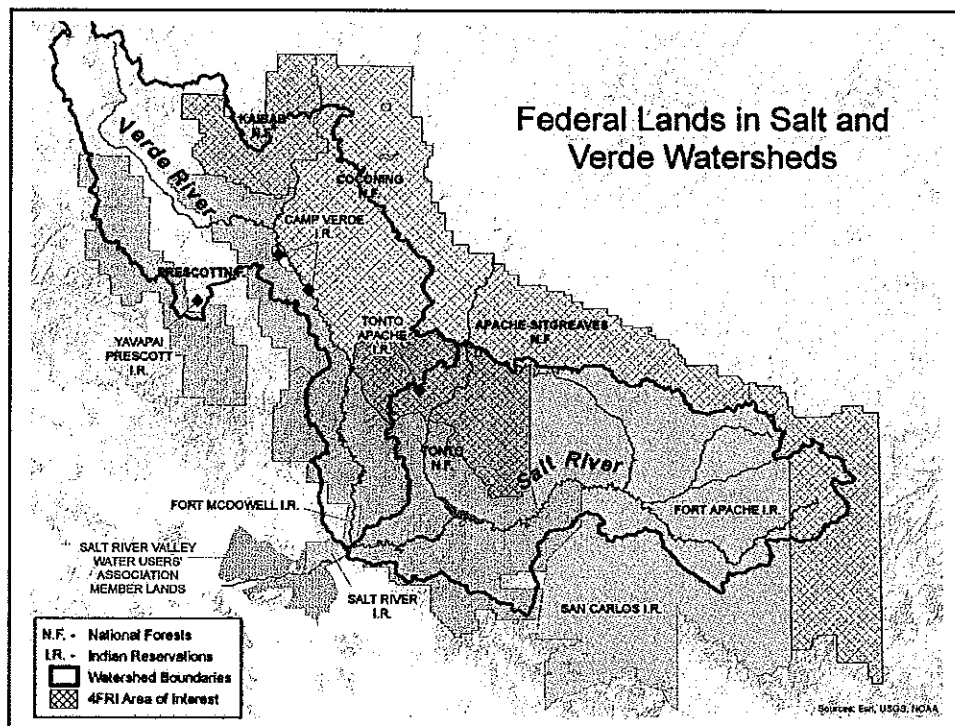 Federal Lands in Salt and
Verde Watersheds
Verde River
KAIBAB
N.F.
COCONINO
N.F.
CAMP VERDE
I.R.
PRESCOTT N.F.
YAVAPAI
PRESCOTT
I.R.
TONTO
APACHE
I.R.
APACHE-SITGREAVES
N.F.
TONTO
N.F.
Salt River
FORT MCDOWELL I.R.
FORT APACHE I.R.
SALT RIVER VALLEY
WATER USERS'
ASSOCIATION
MEMBER LANDS
SALT RIVER
I.R.
SAN CARLOS I.R.
N.F. - National Forests
I.R. - Indian Reservations
Watershed Boundaries
4FRI Area of Interest
Sources: Esri, USGS, NOAA